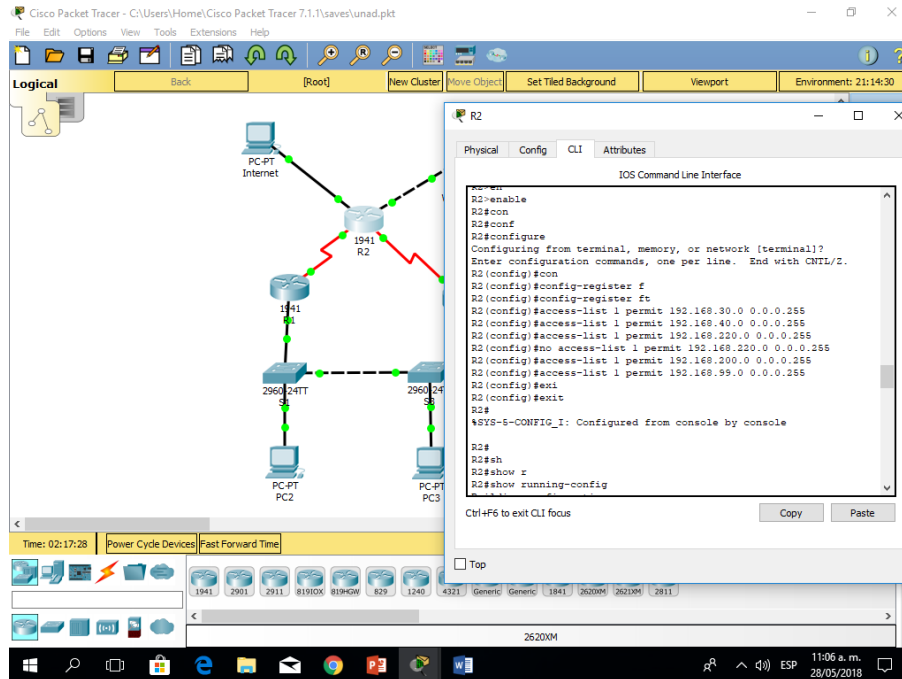 Cisco Packet Tracer - C:\Users\Home\Cisco Packet Tracer 7.1.1\saves\unad.pkt
File Edit Options View Tools Extensions Help
Logical Back [Root] New Cluster Move Object Set Tiled Background Viewport Environment: 21:14:30
PC-PT
Internet
1941
R2
1941
2960-24TT
S1
PC-PT
PC2
PC-PT
PC3
R2
Physical Config CLI Attributes
IOS Command Line Interface
R2>en
R2>enable
R2#con
R2#conf
R2#configure
Configuring from terminal, memory, or network [terminal]?
Enter configuration commands, one per line. End with CNTL/Z.
R2(config)#con
R2(config)#config-register f
R2(config)#config-register ft
R2(config)#access-list 1 permit 192.168.30.0 0.0.0.255
R2(config)#access-list 1 permit 192.168.40.0 0.0.0.255
R2(config)#access-list 1 permit 192.168.220.0 0.0.0.255
R2(config)#no access-list 1 permit 192.168.220.0 0.0.0.255
R2(config)#access-list 1 permit 192.168.200.0 0.0.0.255
R2(config)#access-list 1 permit 192.168.99.0 0.0.0.255
R2(config)#exi
R2(config)#exit
R2#
%SYS-5-CONFIG_I: Configured from console by console
R2#
R2#sh
R2#show r
R2#show running-config
Ctrl+F6 to exit CLI focus Copy Paste
Top
Time: 02:17:28 Power Cycle Devices Fast Forward Time
1941 2901 2911 819IOX 819HGW 829 1240 4321 Generic Generic 1841 2620XM 2621XM 2811
2620XM
ESP
11:06 a. m.
28/05/2018